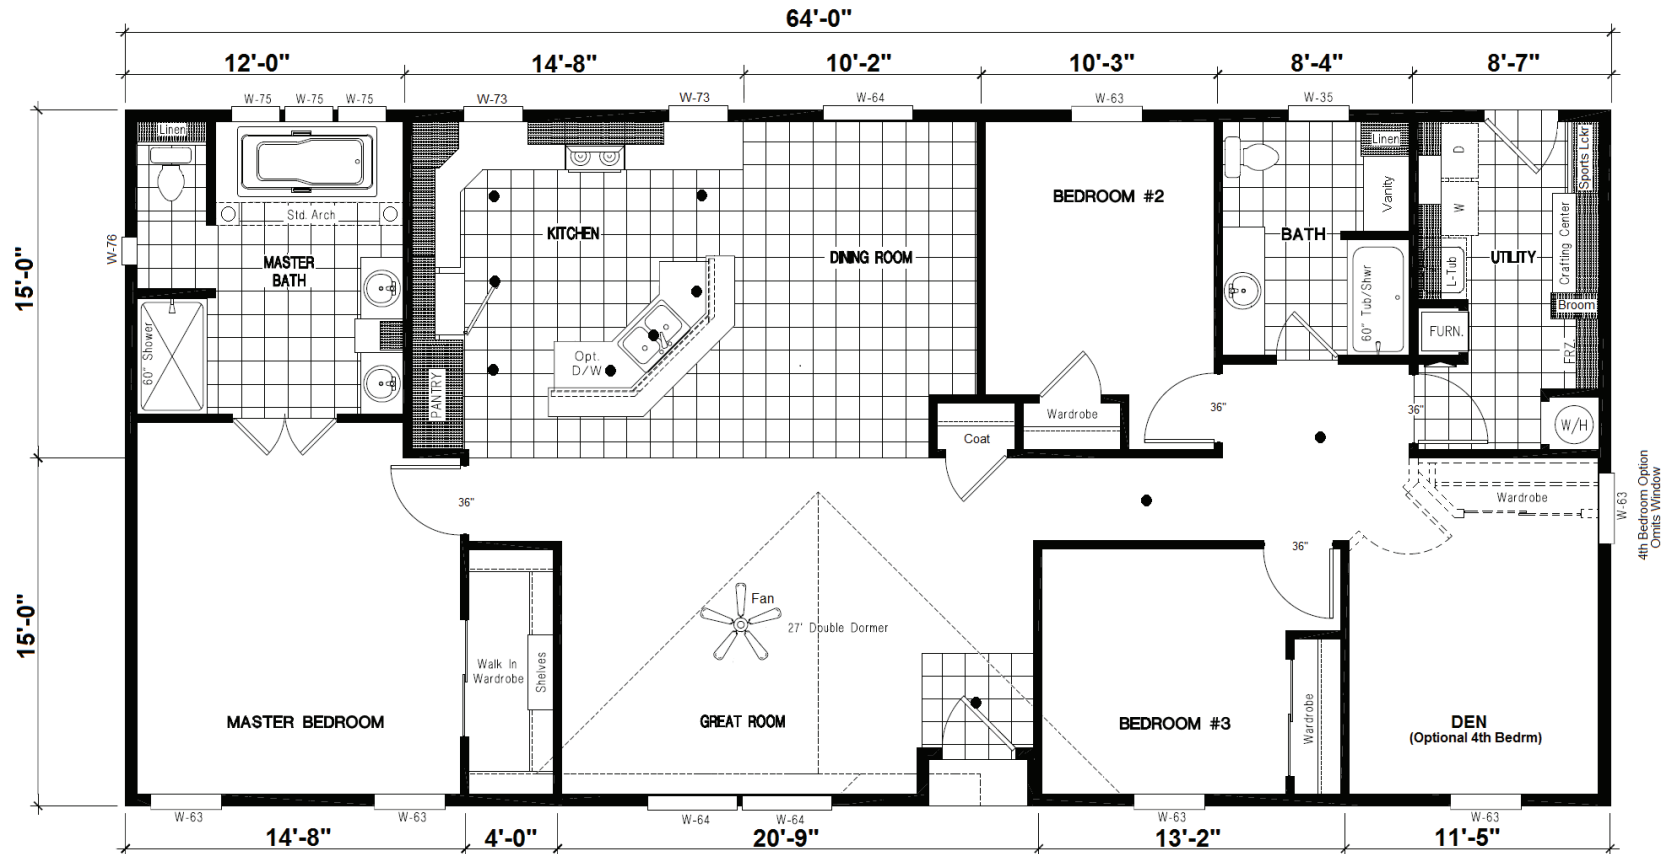 64'-0"
12'-0"
14'-8"
10'-2"
10'-3"
8'-4"
8'-7"
W-75
W-75
W-75
W-73
W-73
W-64
W-63
W-35
Linen
Std. Arch
MASTER
BATH
60" Shower
W-76
15'-0"
KITCHEN
Opt.
D/W
PANTRY
DINING ROOM
BEDROOM #2
Wardrobe
Coat
36"
BATH
Linen
Vanity
60" Tub/Shwr
D
W
L-Tub
UTILITY
Sports Lckr
Crafting Center
Broom
FURN.
FRZ.
W/H
36"
36"
15'-0"
MASTER BEDROOM
Walk In
Wardrobe
Shelves
Fan
27' Double Dormer
GREAT ROOM
36"
BEDROOM #3
Wardrobe
Wardrobe
DEN
(Optional 4th Bedrm)
W-63
4th Bedroom Option
Omits Window
W-63
W-63
W-64
W-64
W-63
W-63
14'-8"
4'-0"
20'-9"
13'-2"
11'-5"